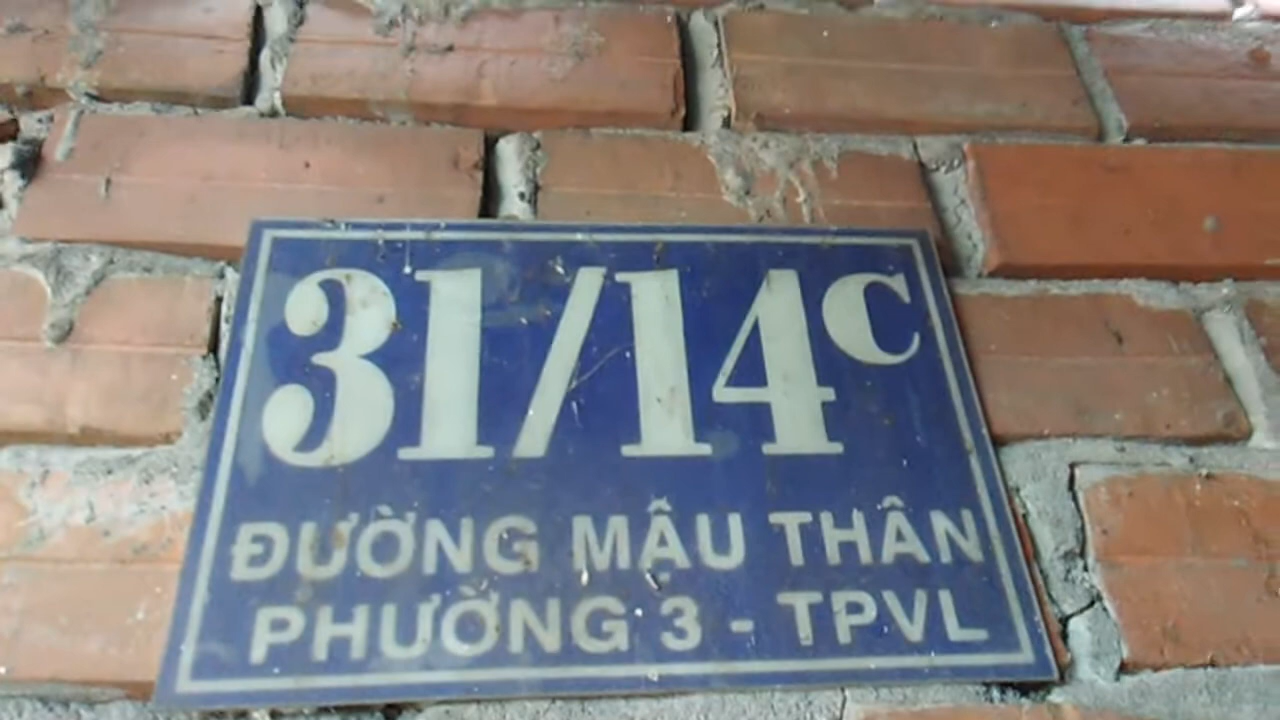 31/14C
ĐƯỜNG MẬU THÂN
PHƯỜNG 3 - TPVL